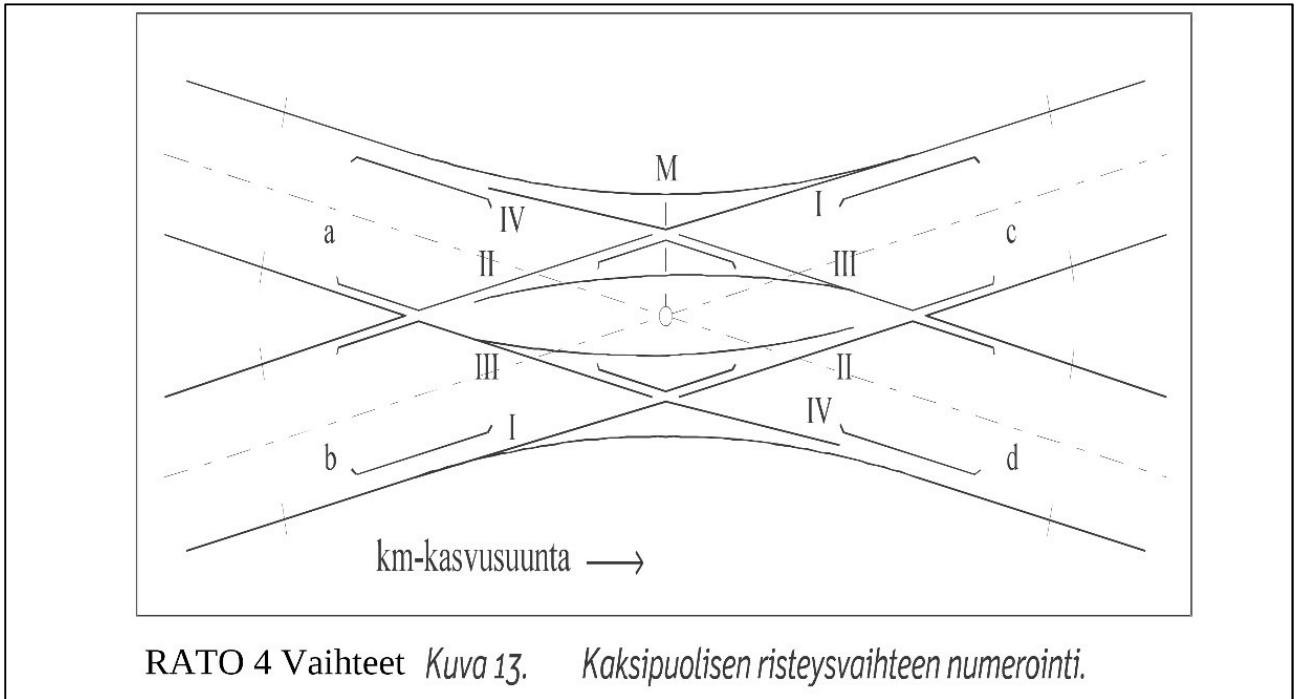 M
IV I
a c
II III
III II
IV
I
b d
km-kasvusuunta
RATO 4 Vaihteet Kuva 13. Kaksipuolisen risteysvaihteen numerointi.